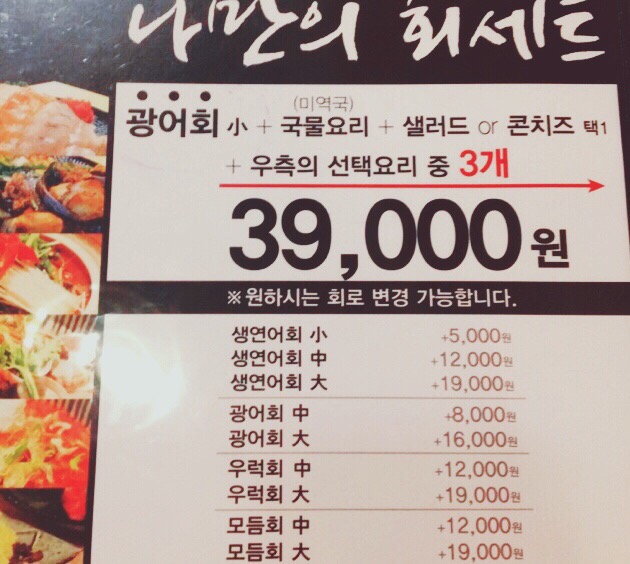 나만의 회세트
(미역국)
광어회 小 + 국물요리 + 샐러드 or 콘치즈 택1
+ 우측의 선택요리 중 3개
39,000원
※원하시는 회로 변경 가능합니다.
생연어회 小 +5,000원
생연어회 中 +12,000원
생연어회 大 +19,000원
광어회 中 +8,000원
광어회 大 +16,000원
우럭회 中 +12,000원
우럭회 大 +19,000원
모듬회 中 +12,000원
모듬회 大 +19,000원